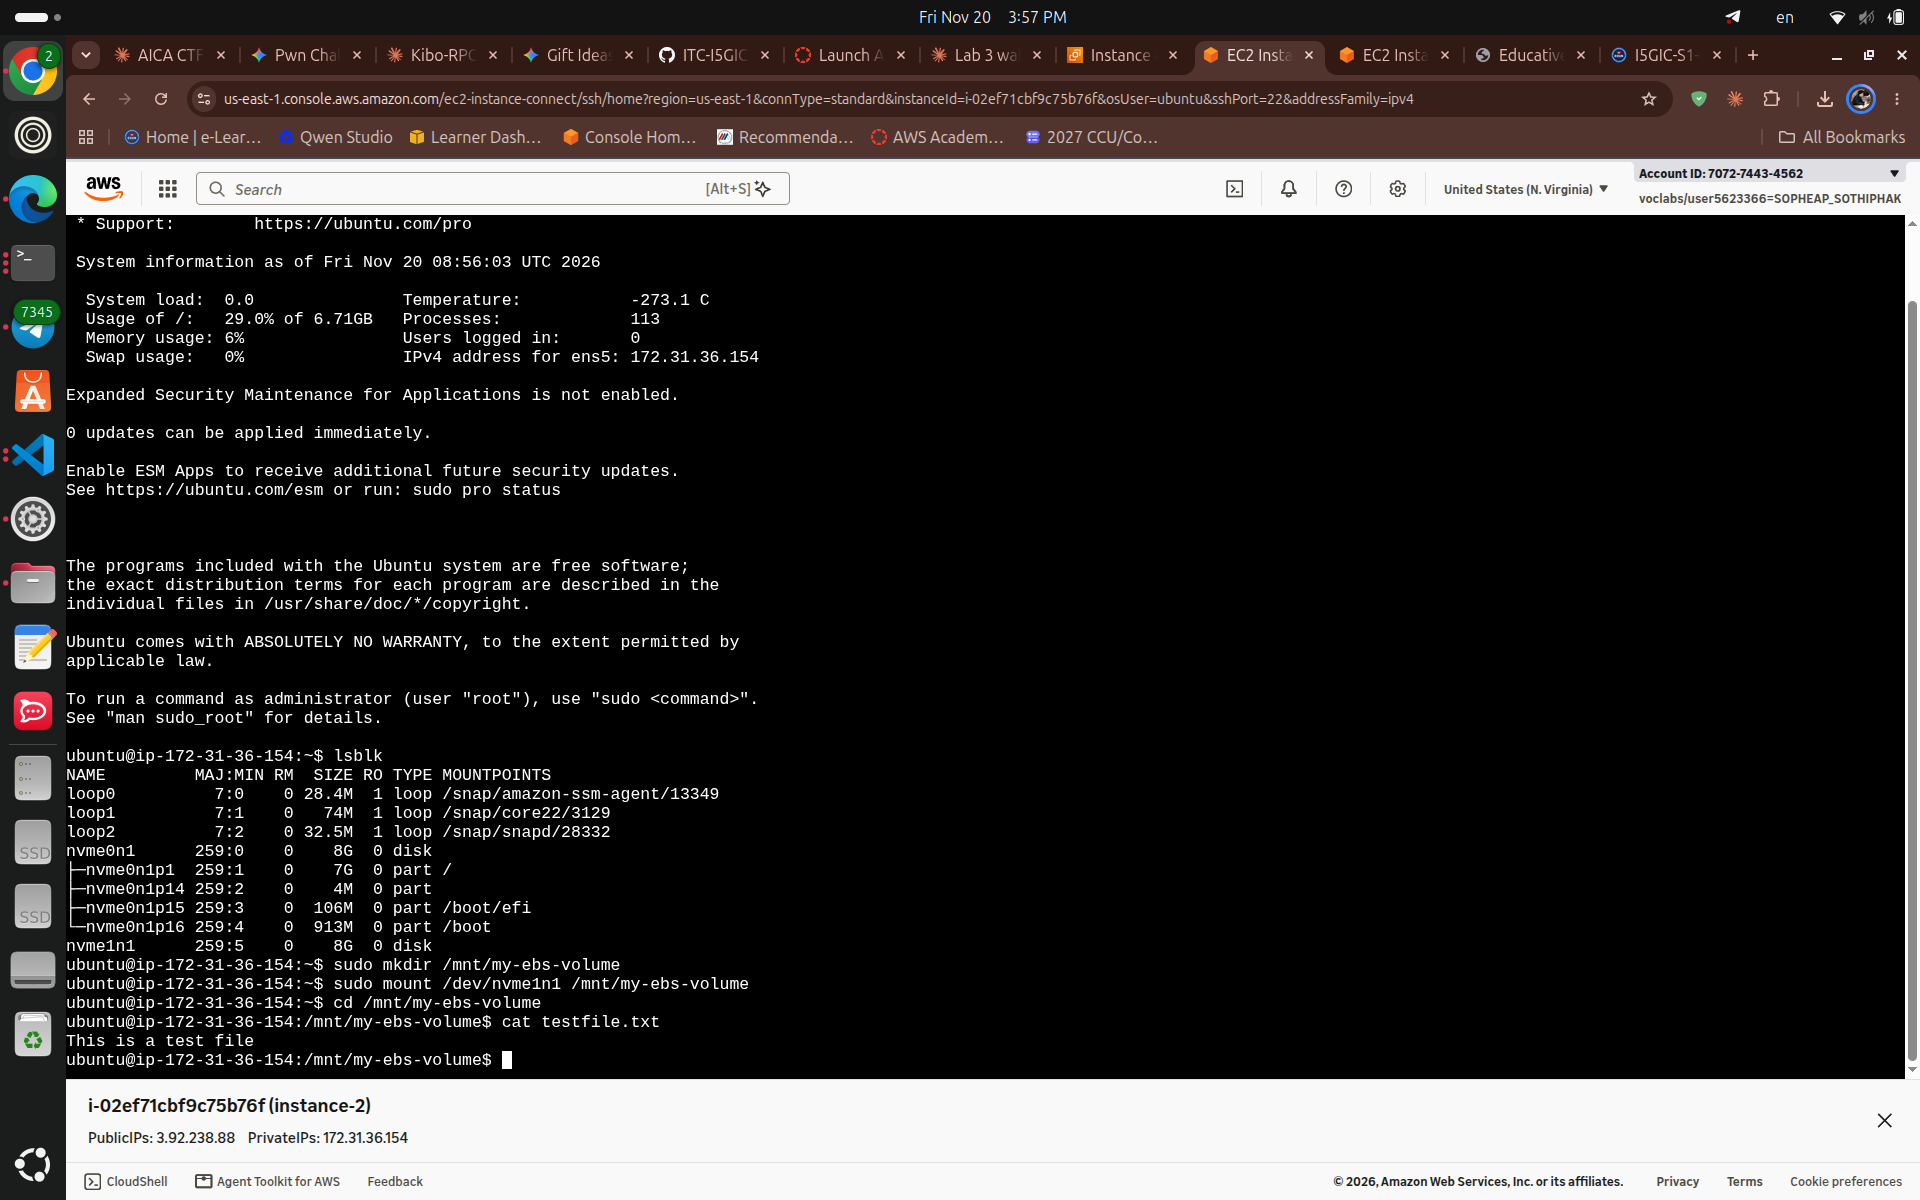 Fri Nov 20 3:57 PM
en
2
AICA CTF
Pwn Cha
Kibo-RPC
Gift Ideas
ITC-I5GIC
Launch A
Lab 3 wa
Instance
EC2 Insta
EC2 Insta
Educative
I5GIC-S1-
us-east-1.console.aws.amazon.com/ec2-instance-connect/ssh/home?region=us-east-1&connType=standard&instanceId=i-02ef71cbf9c75b76f&osUser=ubuntu&sshPort=22&addressFamily=ipv4
Home | e-Lear...
Qwen Studio
Learner Dash...
Console Hom...
Recommenda...
AWS Academ...
2027 CCU/Co...
All Bookmarks
aws
Search
[Alt+S]
United States (N. Virginia)
Account ID: 7072-7443-4562
voclabs/user5623366=SOPHEAP_SOTHIPHAK
7345
SSD
SSD
* Support: https://ubuntu.com/pro
System information as of Fri Nov 20 08:56:03 UTC 2026
System load: 0.0 Temperature: -273.1 C
Usage of /: 29.0% of 6.71GB Processes: 113
Memory usage: 6% Users logged in: 0
Swap usage: 0% IPv4 address for ens5: 172.31.36.154
Expanded Security Maintenance for Applications is not enabled.
0 updates can be applied immediately.
Enable ESM Apps to receive additional future security updates.
See https://ubuntu.com/esm or run: sudo pro status
The programs included with the Ubuntu system are free software;
the exact distribution terms for each program are described in the
individual files in /usr/share/doc/*/copyright.
Ubuntu comes with ABSOLUTELY NO WARRANTY, to the extent permitted by
applicable law.
To run a command as administrator (user "root"), use "sudo <command>".
See "man sudo_root" for details.
ubuntu@ip-172-31-36-154:~$ lsblk
NAME MAJ:MIN RM SIZE RO TYPE MOUNTPOINTS
loop0 7:0 0 28.4M 1 loop /snap/amazon-ssm-agent/13349
loop1 7:1 0 74M 1 loop /snap/core22/3129
loop2 7:2 0 32.5M 1 loop /snap/snapd/28332
nvme0n1 259:0 0 8G 0 disk
├─nvme0n1p1 259:1 0 7G 0 part /
├─nvme0n1p14 259:2 0 4M 0 part
├─nvme0n1p15 259:3 0 106M 0 part /boot/efi
└─nvme0n1p16 259:4 0 913M 0 part /boot
nvme1n1 259:5 0 8G 0 disk
ubuntu@ip-172-31-36-154:~$ sudo mkdir /mnt/my-ebs-volume
ubuntu@ip-172-31-36-154:~$ sudo mount /dev/nvme1n1 /mnt/my-ebs-volume
ubuntu@ip-172-31-36-154:~$ cd /mnt/my-ebs-volume
ubuntu@ip-172-31-36-154:/mnt/my-ebs-volume$ cat testfile.txt
This is a test file
ubuntu@ip-172-31-36-154:/mnt/my-ebs-volume$
i-02ef71cbf9c75b76f (instance-2)
PublicIPs: 3.92.238.88 PrivateIPs: 172.31.36.154
CloudShell
Agent Toolkit for AWS
Feedback
© 2026, Amazon Web Services, Inc. or its affiliates.
Privacy
Terms
Cookie preferences